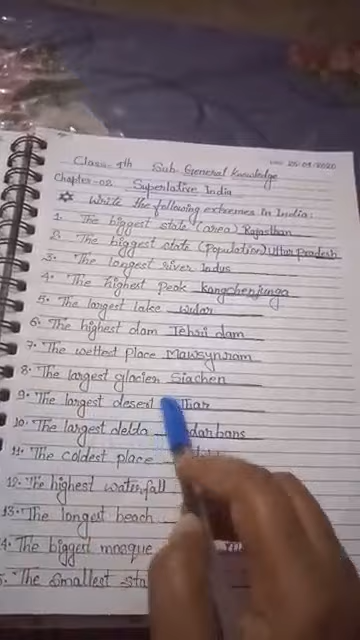 Class-4th Sub General Knowledge
Chapter-02 Superlative India
Write the following extremes in India:
1. The biggest state (area) Rajasthan
2. The biggest state (Population) Uttar Pradesh
3. The longest river Indus
4. The highest peak Kangchenjunga
5. The largest lake Wular
6. The highest dam Tehri dam
7. The wettest place Mawsynram
8. The largest glacier Siachen
9. The largest desert Thar
10. The largest delda
11. The coldest place
12. The highest waterfall
13. The longest beach
The biggest mosque
The smallest